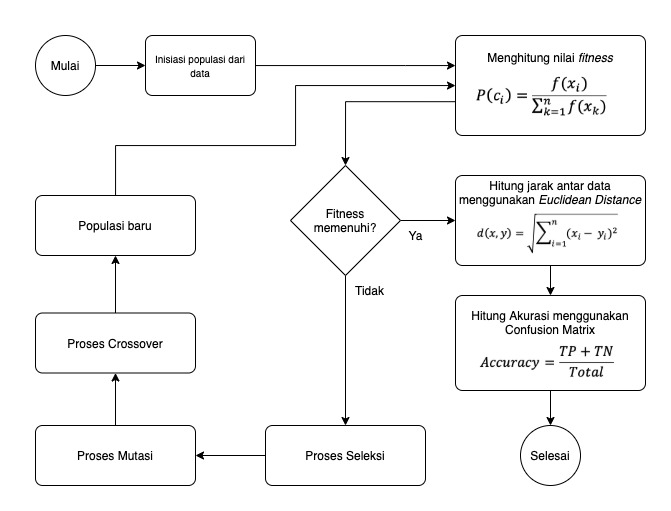 Mulai
Inisiasi populasi dari
data
Menghitung nilai fitness
P(c_i) = f(x_i) / ∑_{k=1}^{n} f(x_k)
Populasi baru
Fitness
memenuhi?
Ya
Tidak
Hitung jarak antar data
menggunakan Euclidean Distance
d(x, y) = √(∑_{i=1}^{n} (x_i − y_i)^2)
Proses Crossover
Hitung Akurasi menggunakan
Confusion Matrix
Accuracy = (TP + TN) / Total
Proses Mutasi
Proses Seleksi
Selesai